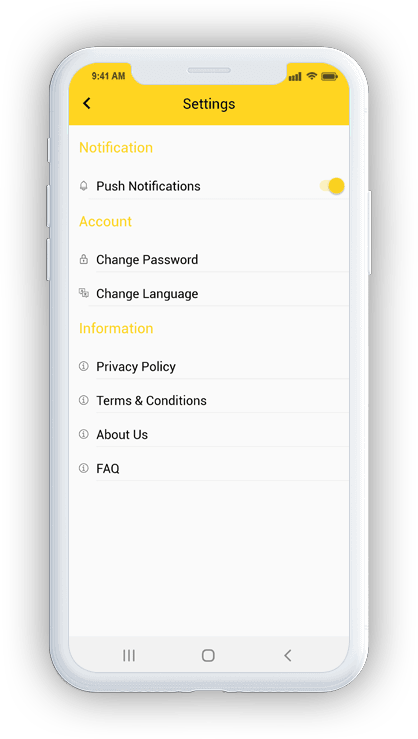 9:41 AM
Settings
Notification
Push Notifications
Account
Change Password
Change Language
Information
Privacy Policy
Terms & Conditions
About Us
FAQ